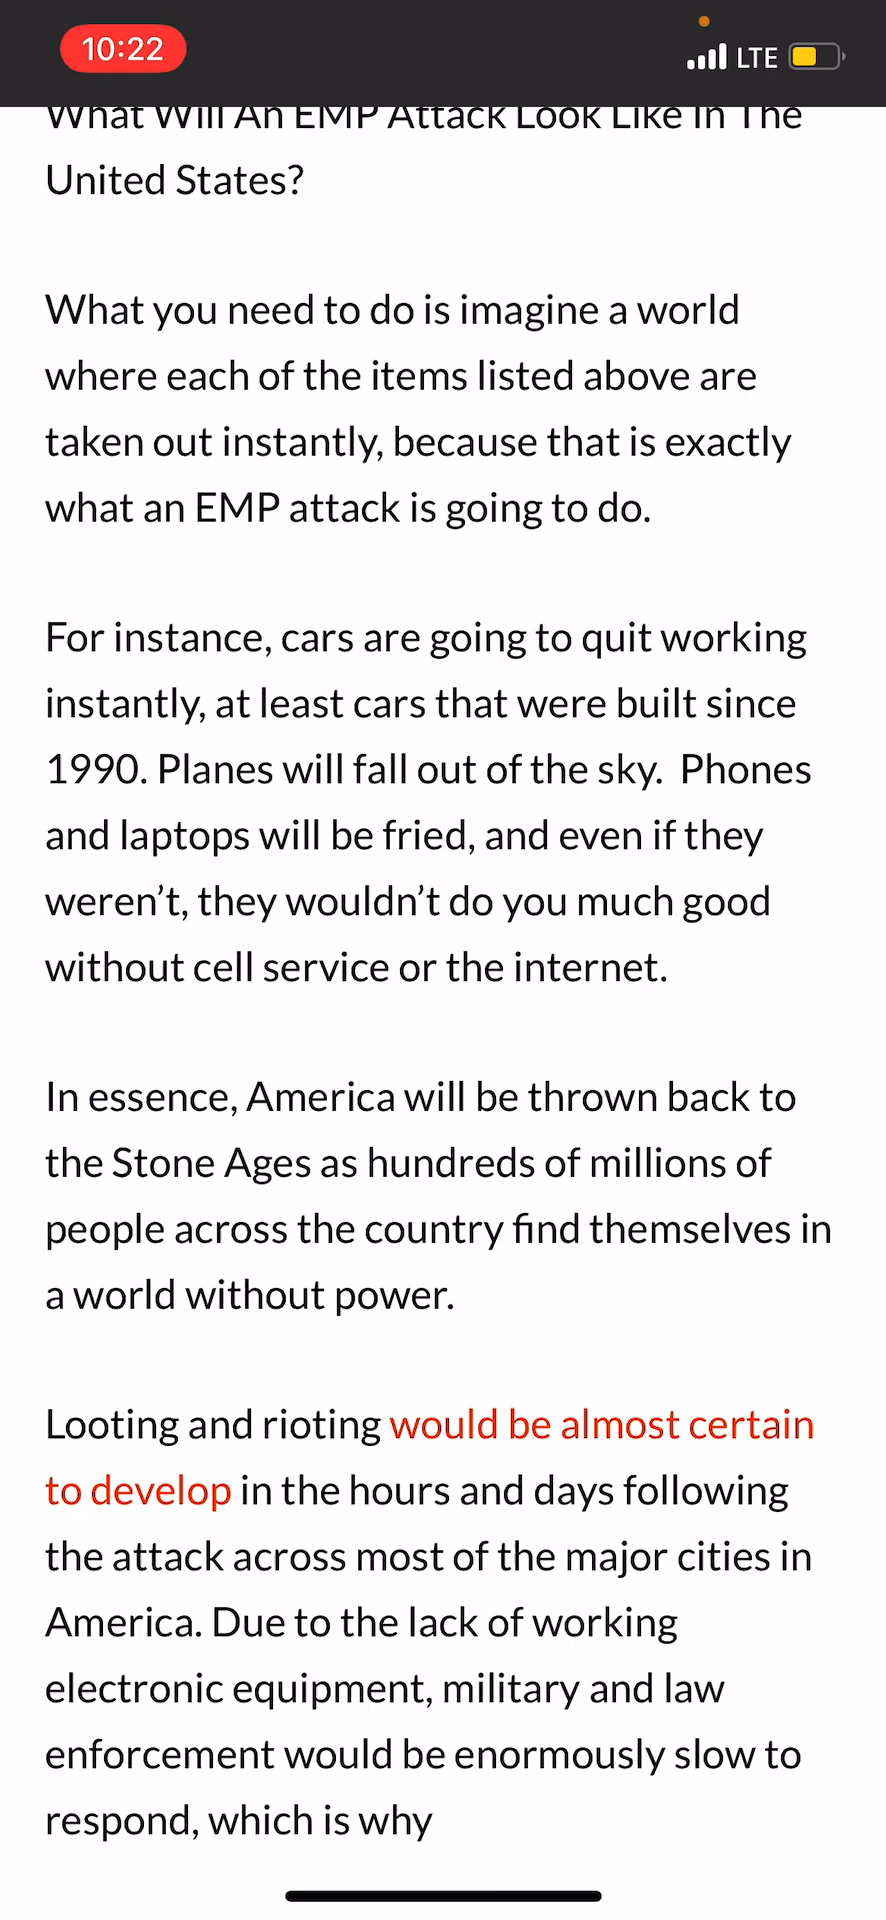 10:22
LTE
What Will An EMP Attack Look Like In The
United States?
What you need to do is imagine a world
where each of the items listed above are
taken out instantly, because that is exactly
what an EMP attack is going to do.
For instance, cars are going to quit working
instantly, at least cars that were built since
1990. Planes will fall out of the sky.  Phones
and laptops will be fried, and even if they
weren’t, they wouldn’t do you much good
without cell service or the internet.
In essence, America will be thrown back to
the Stone Ages as hundreds of millions of
people across the country find themselves in
a world without power.
Looting and rioting would be almost certain
to develop in the hours and days following
the attack across most of the major cities in
America. Due to the lack of working
electronic equipment, military and law
enforcement would be enormously slow to
respond, which is why